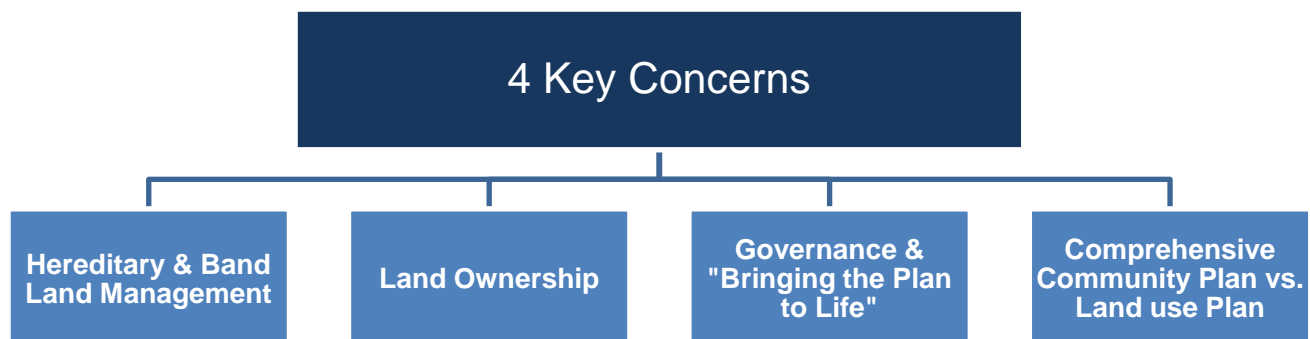 4 Key Concerns
Hereditary & Band
Land Management
Land Ownership
Governance &
"Bringing the Plan
to Life"
Comprehensive
Community Plan vs.
Land use Plan